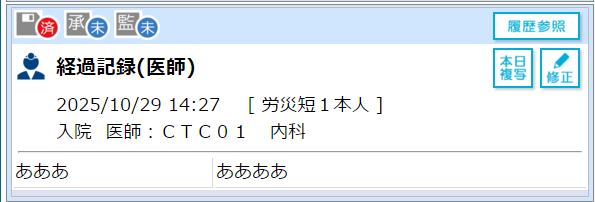 済 承 未 監 未 履歴参照
経過記録(医師) 本日複写 修正
2025/10/29 14:27 [ 労災短１本人 ]
入院 医師：ＣＴＣ０１ 内科
あああ ああああ